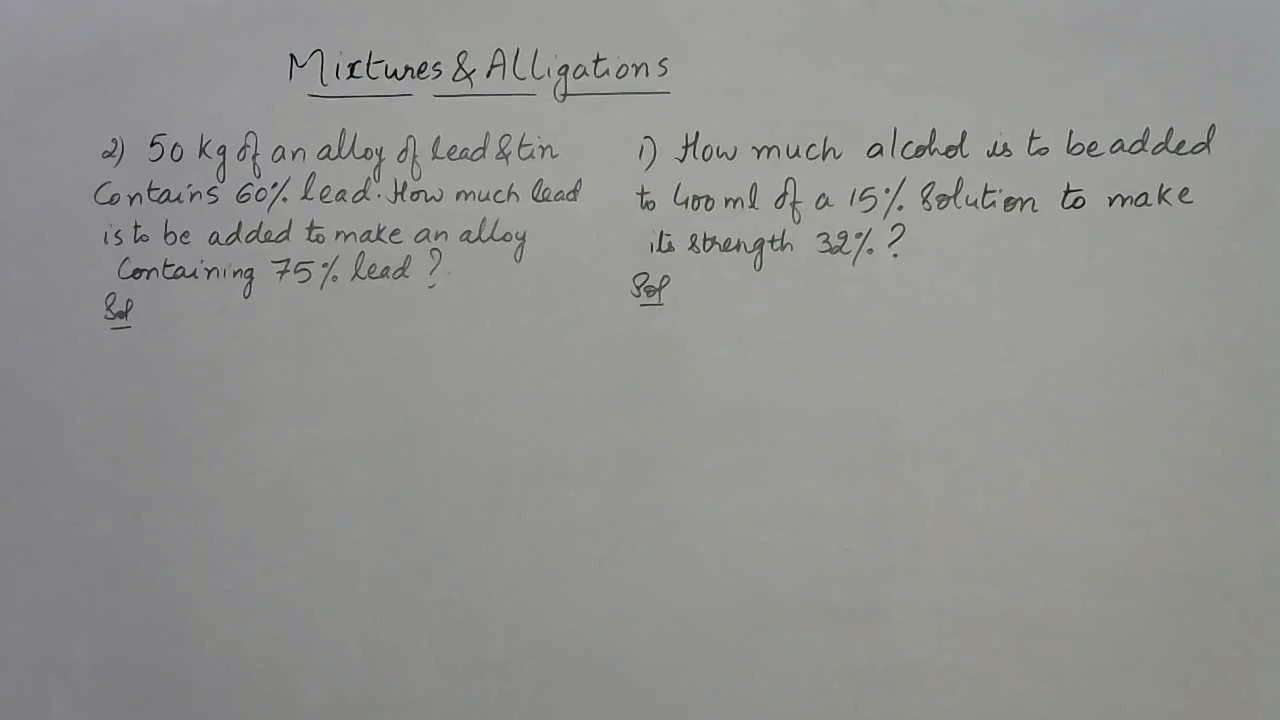 Mixtures & Alligations
2) 50 kg of an alloy of lead & tin
Contains 60% lead. How much lead
is to be added to make an alloy
Containing 75% lead ?
Sol
1) How much alcohol is to be added
to 400 ml of a 15% Solution to make
its strength 32% ?
Sol